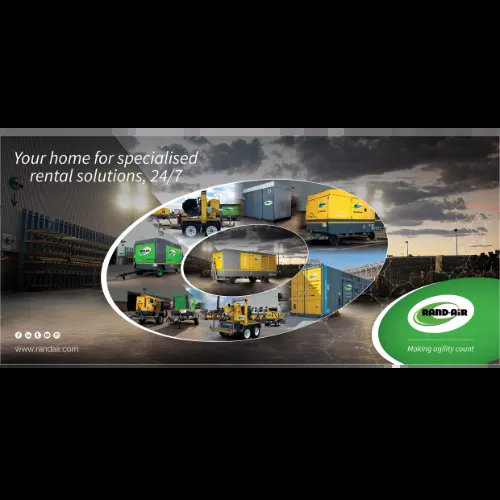 Your home for specialised
rental solutions, 24/7
RAND-AIR
Making agility count
www.randair.com